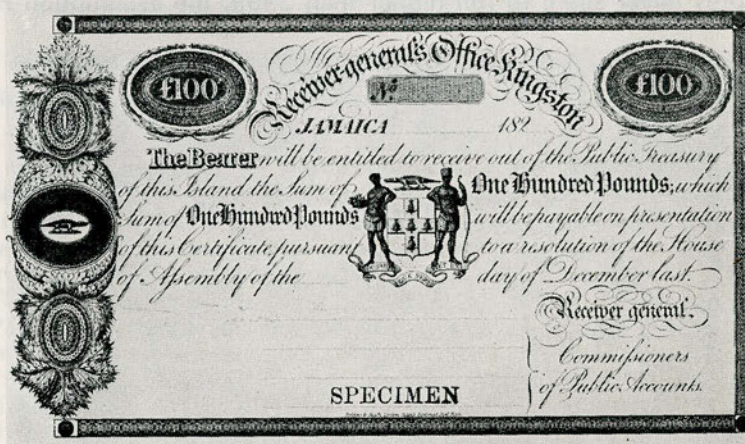 £100
Receiver general's Office Kingston
£100
No
JAMAICA 182
The Bearer will be entitled to receive out of the Public Treasury
of this Island the Sum of One Hundred Pounds, which
Sum of One Hundred Pounds will be payable on presentation
of this Certificate, pursuant to a resolution of the House
of Assembly of the day of December last.
Receiver general.
Commissioners
of Public Accounts.
SPECIMEN